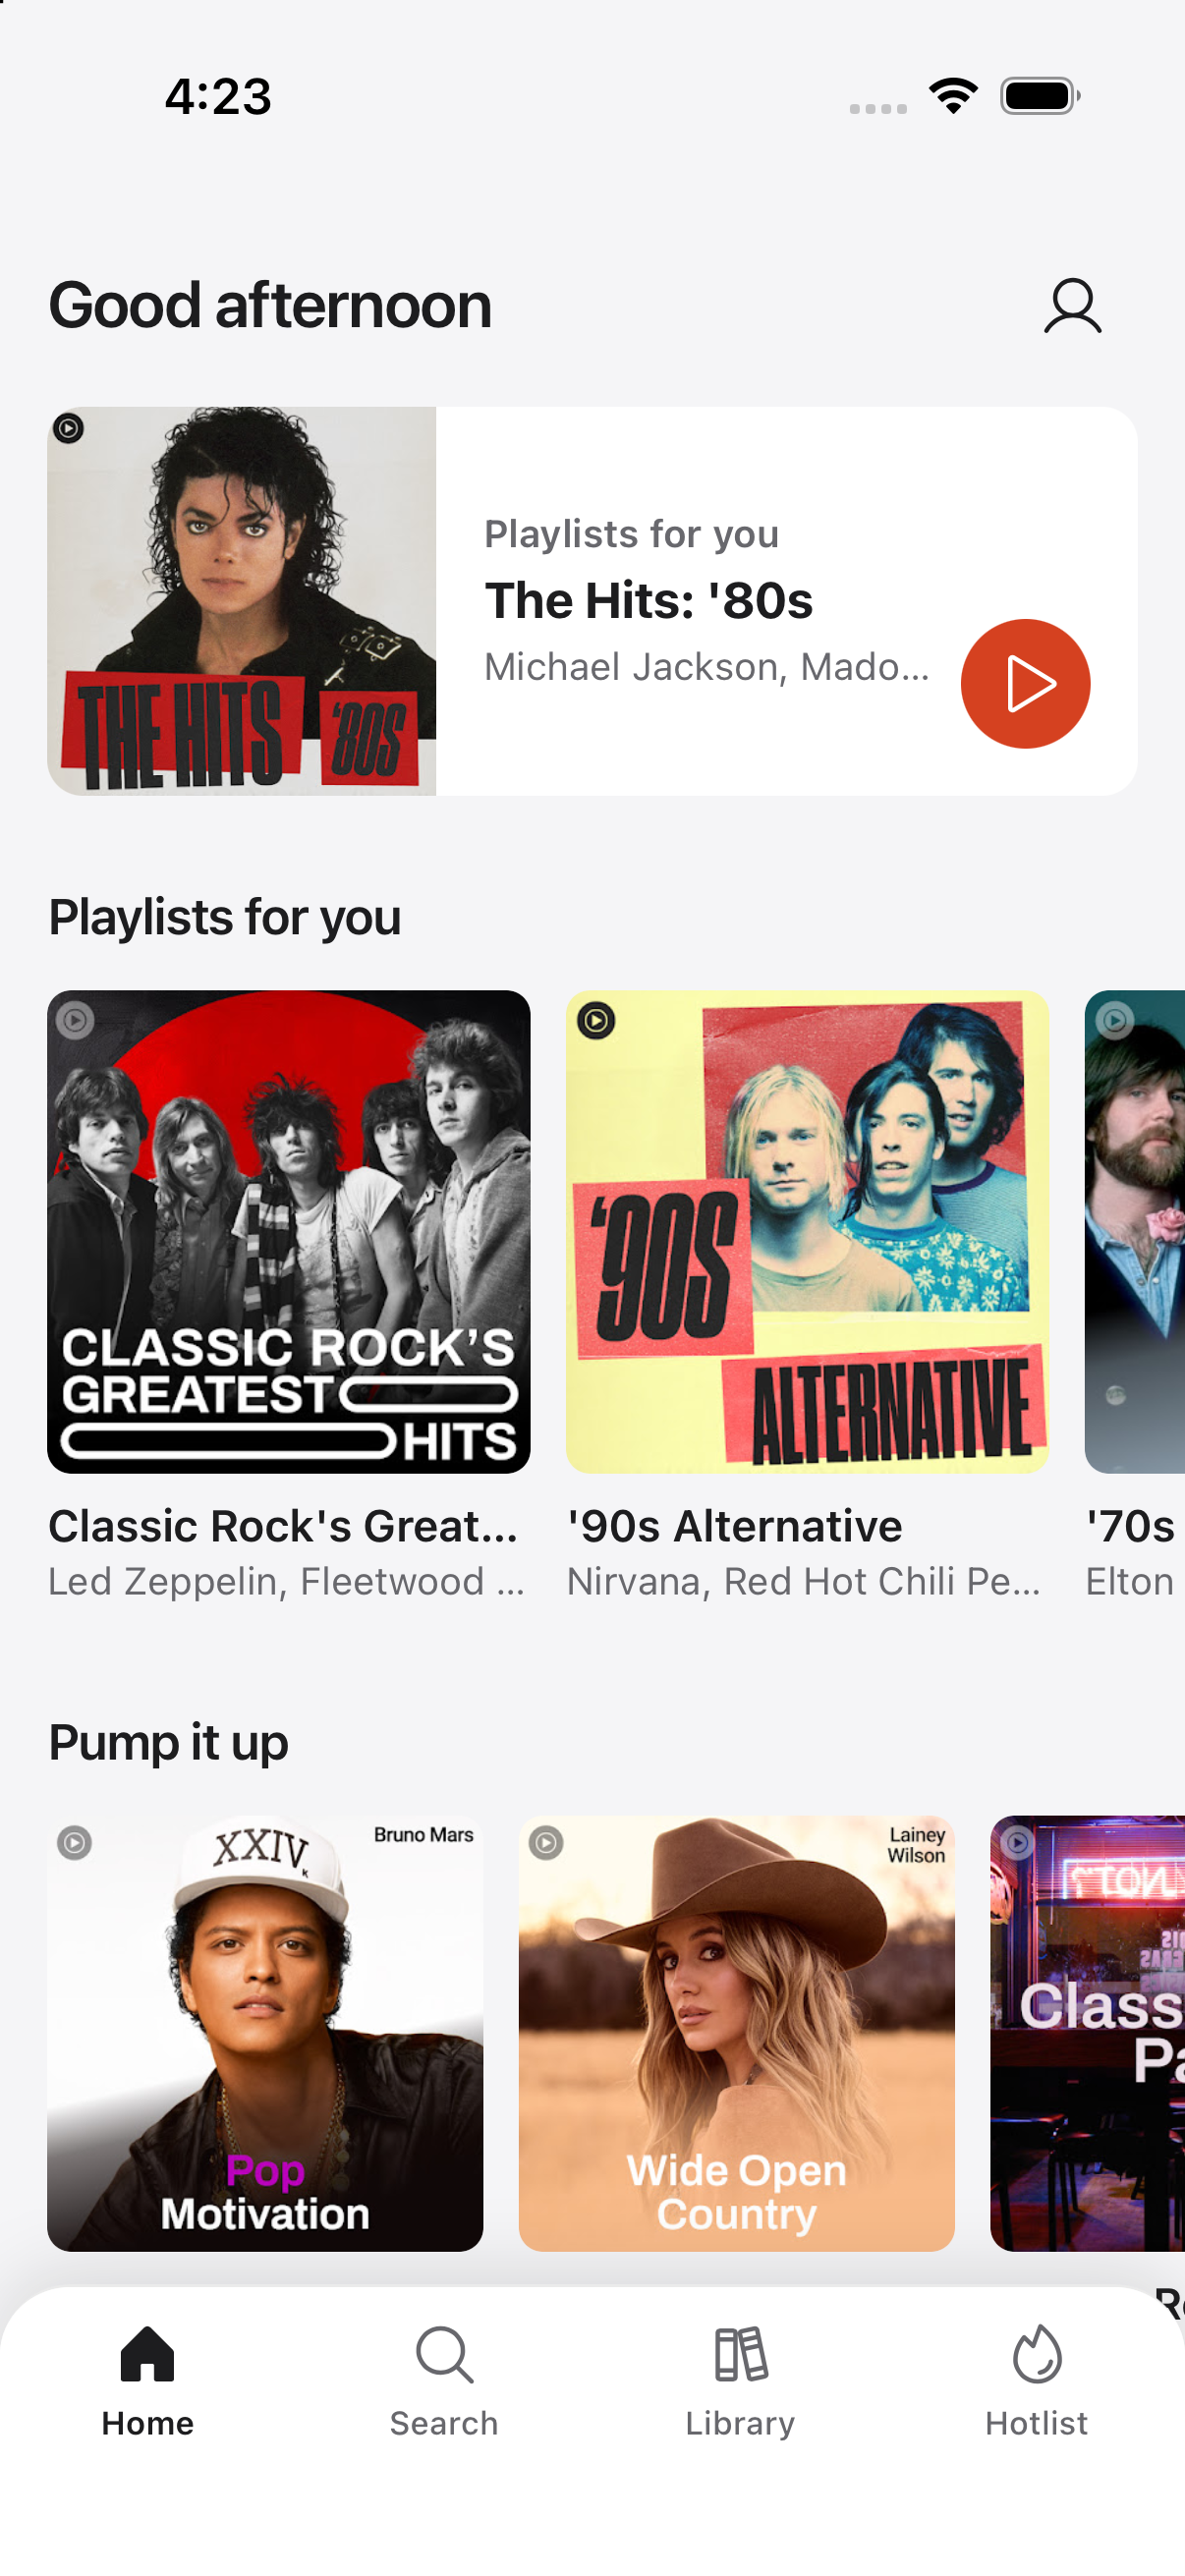 4:23
Good afternoon
THE HITS '80S
Playlists for you
The Hits: '80s
Michael Jackson, Mado...
Playlists for you
CLASSIC ROCK'S
GREATEST
HITS
'90S
ALTERNATIVE
Classic Rock's Great...
Led Zeppelin, Fleetwood ...
'90s Alternative
Nirvana, Red Hot Chili Pe...
'70s
Elton
Pump it up
XXIV
K
Bruno Mars
Pop
Motivation
Lainey
Wilson
Wide Open
Country
Class
Pa
Home
Search
Library
Hotlist